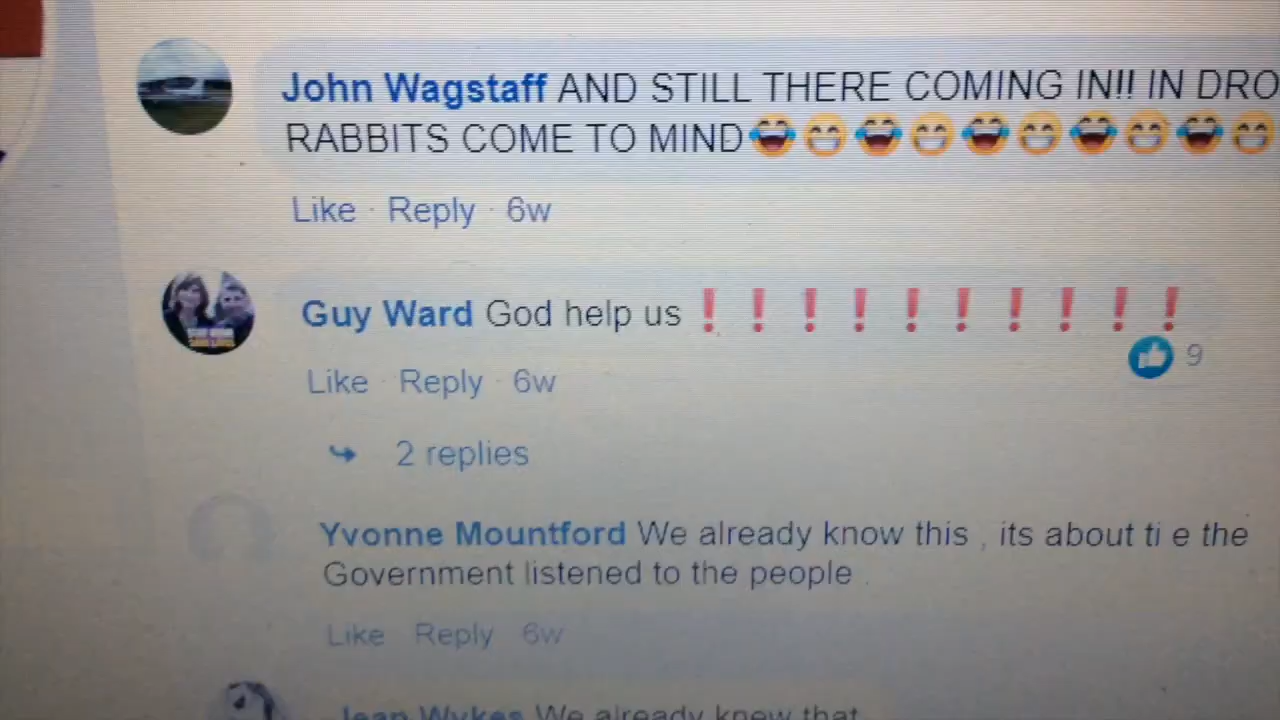 John Wagstaff AND STILL THERE COMING IN!! IN DRO
RABBITS COME TO MIND😂😁😂😁😂😁😂😁😂😁
Like · Reply · 6w
Guy Ward God help us ❗❗❗❗❗❗❗❗❗❗
9
Like · Reply · 6w
2 replies
Yvonne Mountford We already know this , its about ti e the
Government listened to the people .
Like Reply 6w
Jean Wykes We already knew that